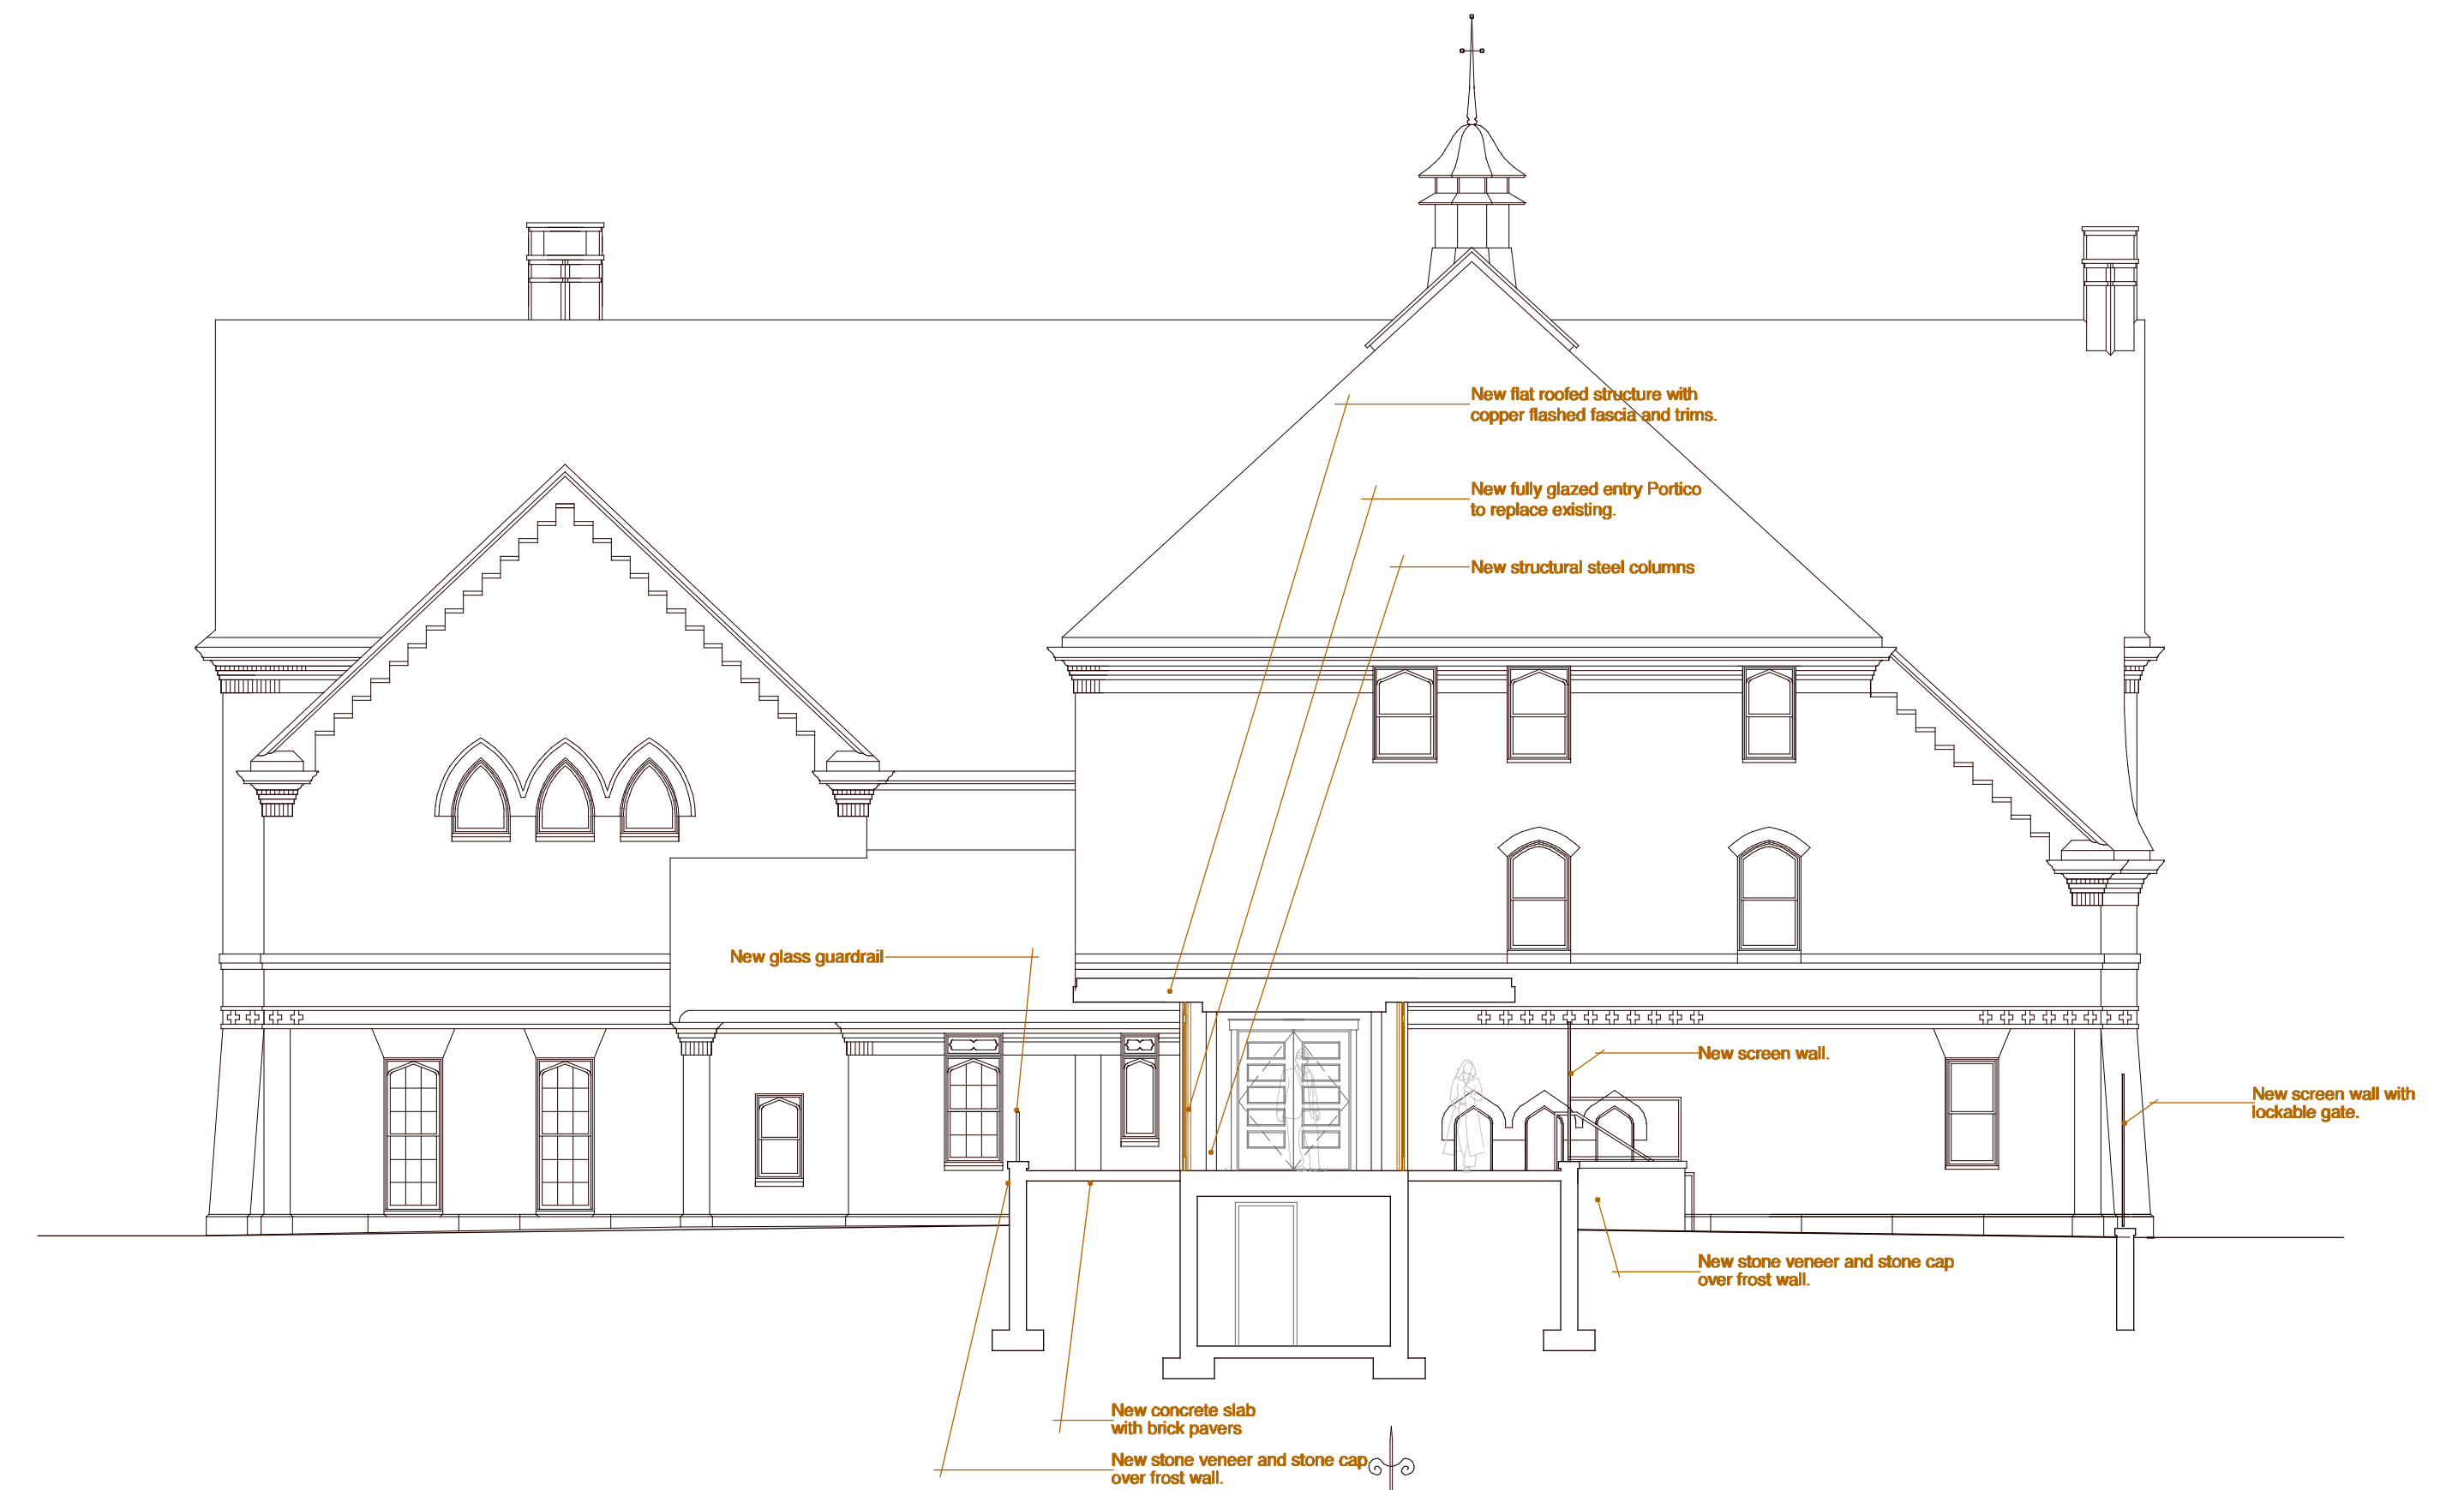 New flat roofed structure with
copper flashed fascia and trims.
New fully glazed entry Portico
to replace existing.
New structural steel columns
New glass guardrail
New screen wall.
New screen wall with
lockable gate.
New stone veneer and stone cap
over frost wall.
New concrete slab
with brick pavers
New stone veneer and stone cap
over frost wall.